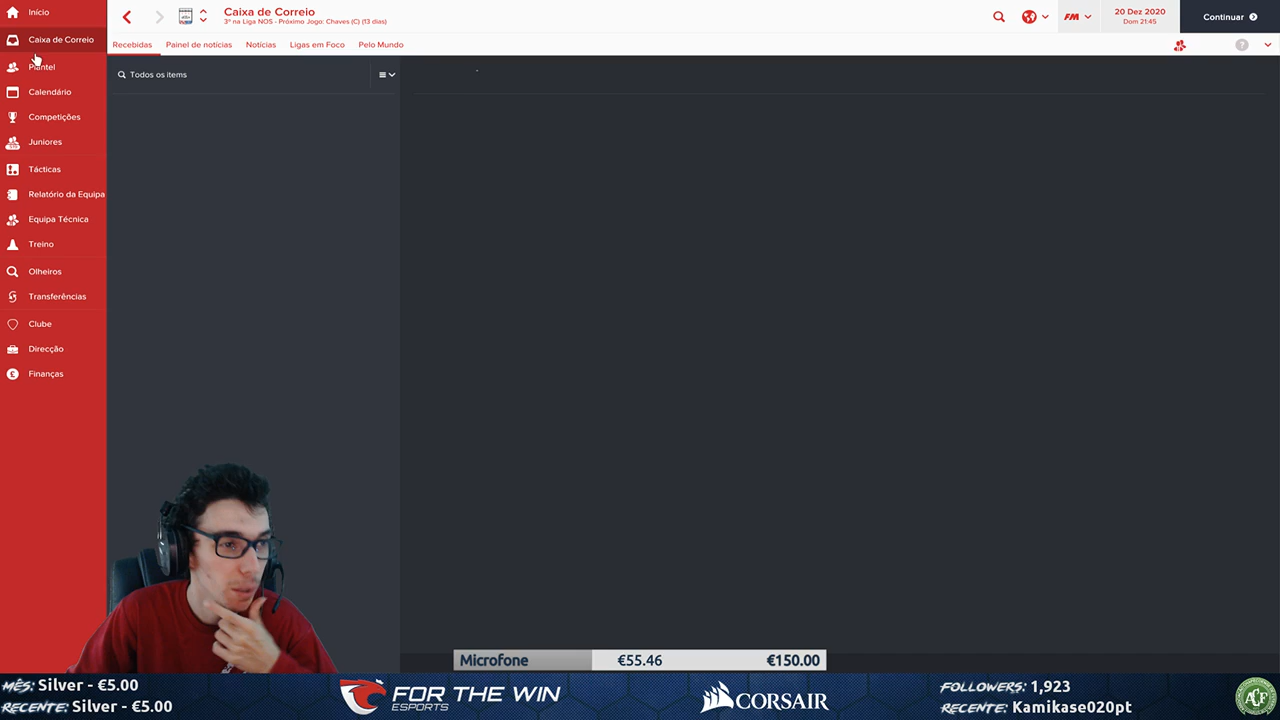 Início
Caixa de Correio
Plantel
Calendário
Competições
Juniores
Tácticas
Relatório da Equipa
Equipa Técnica
Treino
Olheiros
Transferências
Clube
Direcção
Finanças
Caixa de Correio
3º na Liga NOS - Próximo Jogo: Chaves (C) (13 dias)
FM
20 Dez 2020
Dom 21:45
Continuar
Recebidas Painel de notícias Notícias Ligas em Foco Pelo Mundo
Todos os items
Microfone €55.46 €150.00
MÊS: Silver - €5.00
RECENTE: Silver - €5.00
FOR THE WIN
ESPORTS
CORSAIR
FOLLOWERS: 1,923
RECENTE: Kamikase020pt
ACF